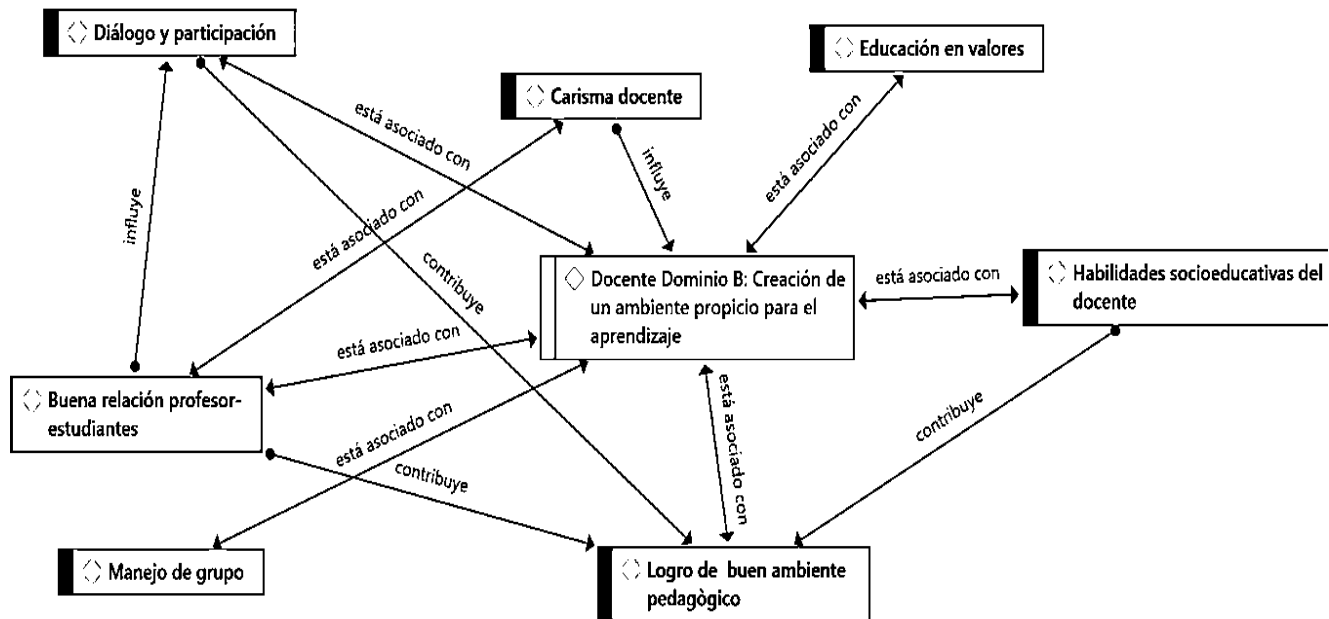 Diálogo y participación
Educación en valores
Carisma docente
está asociado con
influye
está asociado con
influye
está asociado con
contribuye
Docente Dominio B: Creación de
un ambiente propicio para el
aprendizaje
está asociado con
Habilidades socioeducativas del
docente
está asociado con
Buena relación profesor-
estudiantes
está asociado con
está asociado con
contribuye
contribuye
Manejo de grupo
Logro de buen ambiente
pedagògico